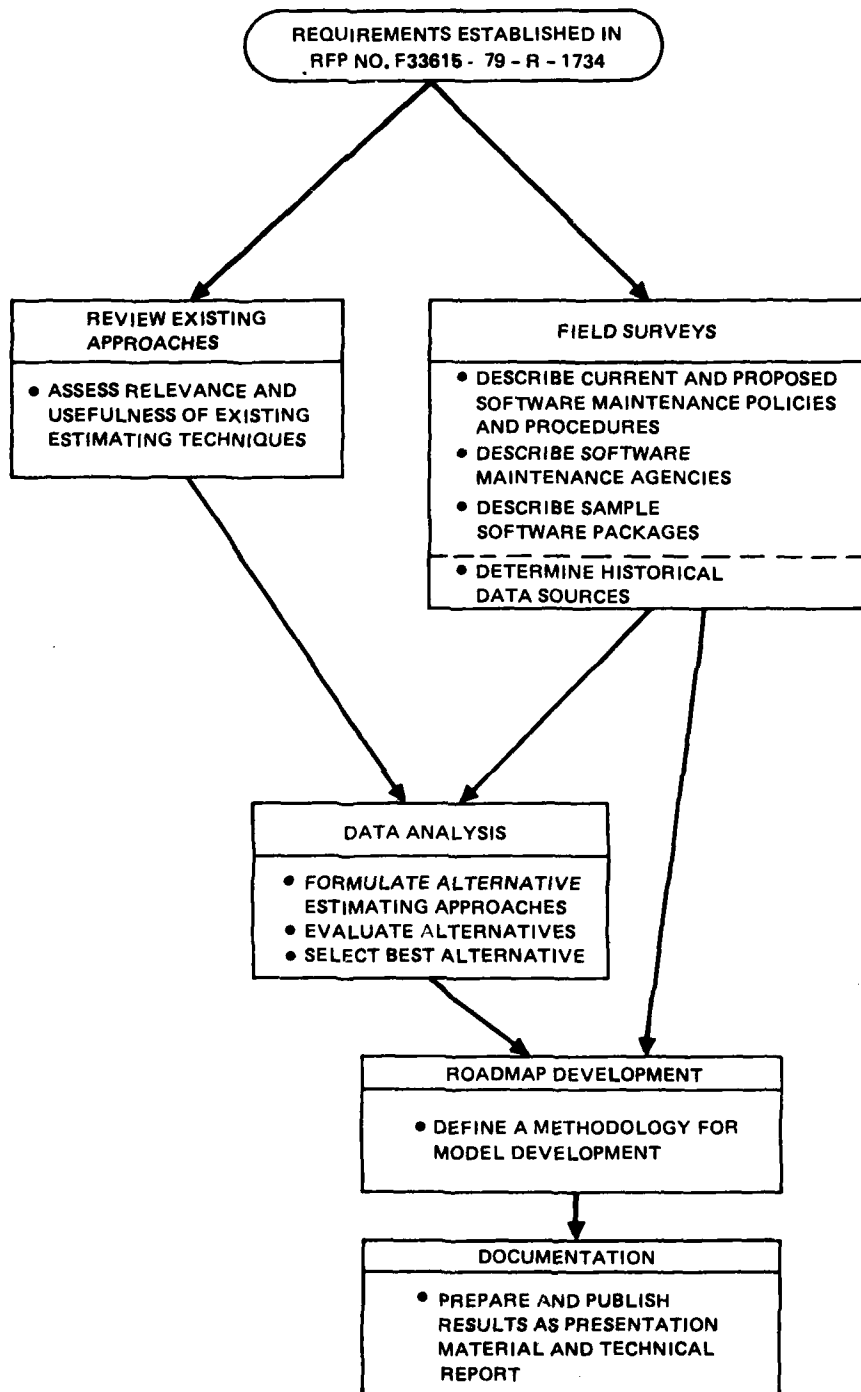 REQUIREMENTS ESTABLISHED IN
RFP NO. F33615 - 79 - R - 1734
REVIEW EXISTING
APPROACHES
• ASSESS RELEVANCE AND
USEFULNESS OF EXISTING
ESTIMATING TECHNIQUES
FIELD SURVEYS
• DESCRIBE CURRENT AND PROPOSED
SOFTWARE MAINTENANCE POLICIES
AND PROCEDURES
• DESCRIBE SOFTWARE
MAINTENANCE AGENCIES
• DESCRIBE SAMPLE
SOFTWARE PACKAGES
• DETERMINE HISTORICAL
DATA SOURCES
DATA ANALYSIS
• FORMULATE ALTERNATIVE
ESTIMATING APPROACHES
• EVALUATE ALTERNATIVES
• SELECT BEST ALTERNATIVE
ROADMAP DEVELOPMENT
• DEFINE A METHODOLOGY FOR
MODEL DEVELOPMENT
DOCUMENTATION
• PREPARE AND PUBLISH
RESULTS AS PRESENTATION
MATERIAL AND TECHNICAL
REPORT